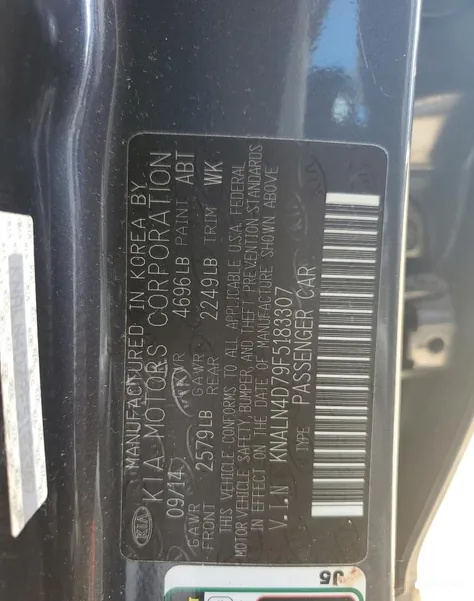 MANUFACTURED IN KOREA BY
KIA KIA MOTORS CORPORATION
09/14 GVWR 4696LB PAINT ABT
GAWR FRONT 2579LB GAWR REAR 2249LB TRIM WK
THIS VEHICLE CONFORMS TO ALL APPLICABLE U.S.A. FEDERAL
MOTOR VEHICLE SAFETY, BUMPER, AND THEFT PREVENTION STANDARDS
IN EFFECT ON THE DATE OF MANUFACTURE SHOWN ABOVE
V.I.N KNALN4D79F5183307
TYPE PASSENGER CAR
J5